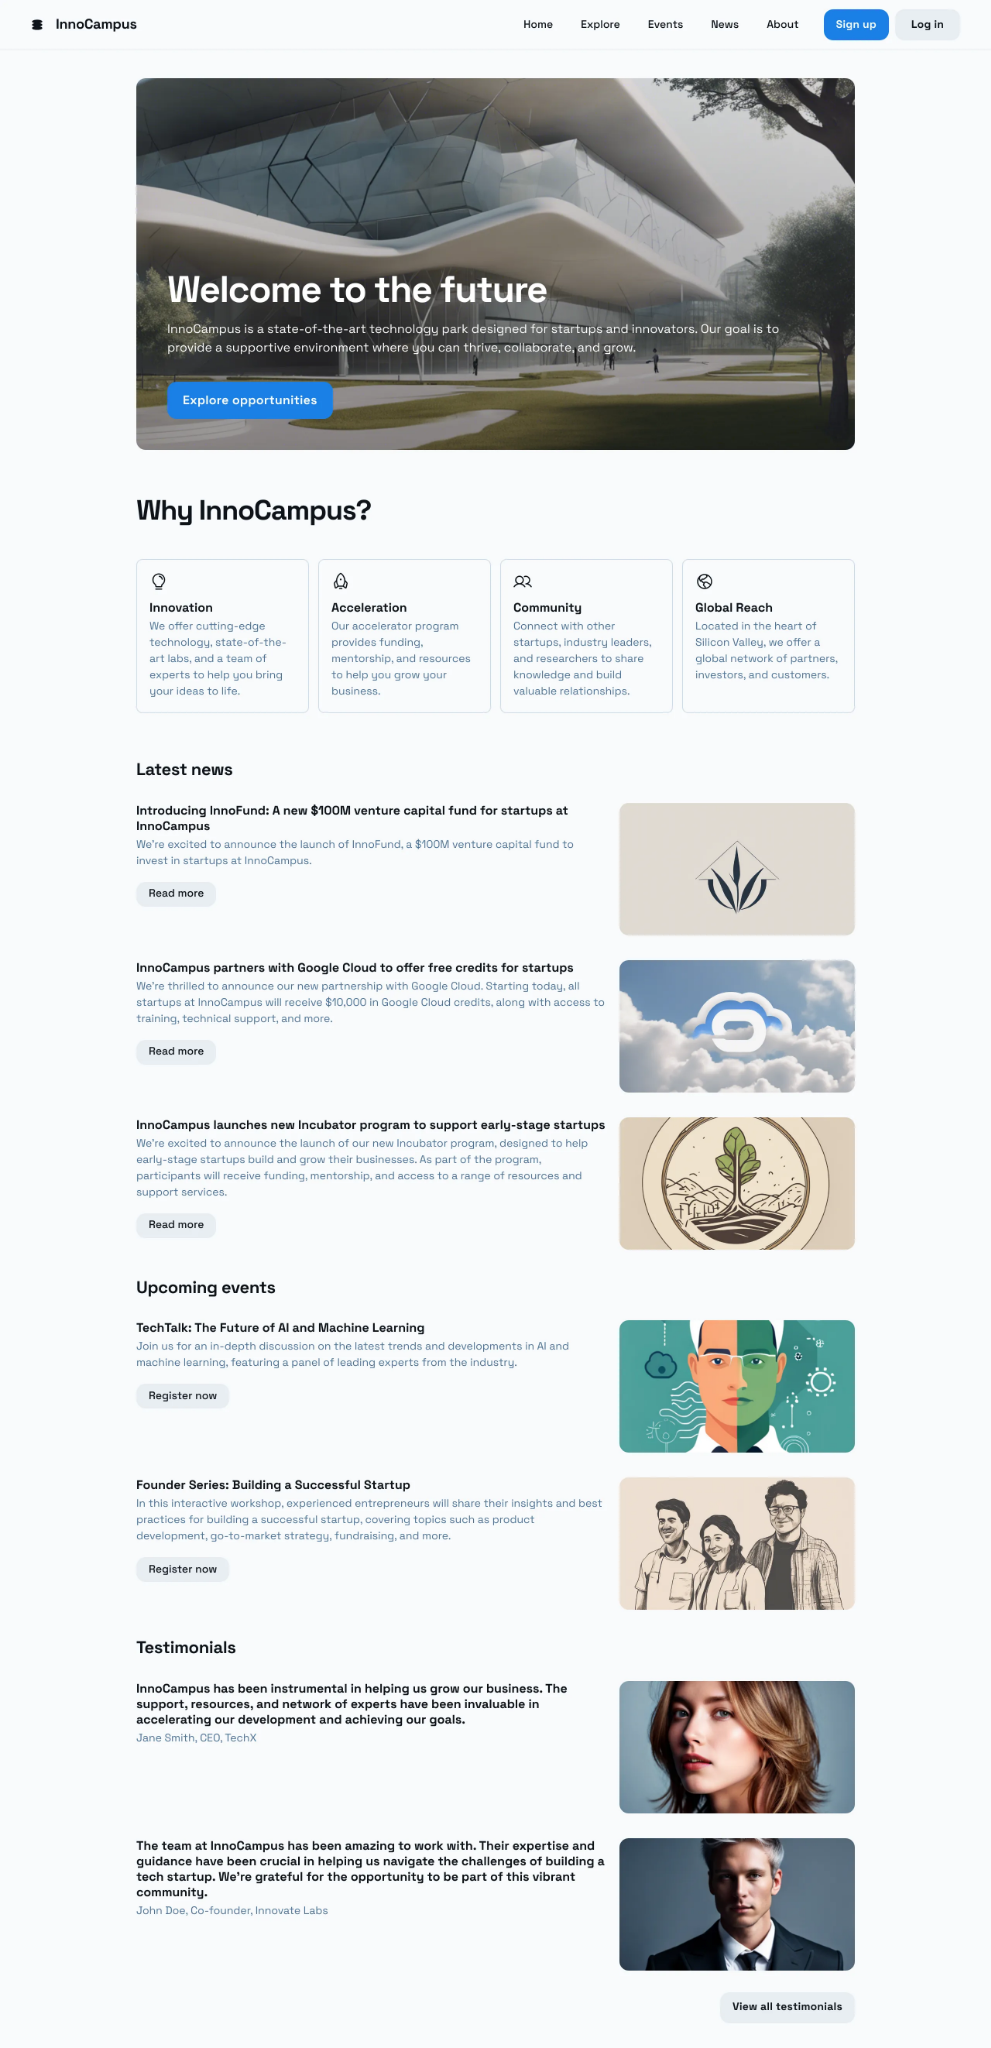 InnoCampus
Home
Explore
Events
News
About
Sign up
Log in
Welcome to the future
InnoCampus is a state-of-the-art technology park designed for startups and innovators. Our goal is to
provide a supportive environment where you can thrive, collaborate, and grow.
Explore opportunities
Why InnoCampus?
Innovation
We offer cutting-edge
technology, state-of-the-
art labs, and a team of
experts to help you bring
your ideas to life.
Acceleration
Our accelerator program
provides funding,
mentorship, and resources
to help you grow your
business.
Community
Connect with other
startups, industry leaders,
and researchers to share
knowledge and build
valuable relationships.
Global Reach
Located in the heart of
Silicon Valley, we offer a
global network of partners,
investors, and customers.
Latest news
Introducing InnoFund: A new $100M venture capital fund for startups at
InnoCampus
We're excited to announce the launch of InnoFund, a $100M venture capital fund to
invest in startups at InnoCampus.
Read more
InnoCampus partners with Google Cloud to offer free credits for startups
We're thrilled to announce our new partnership with Google Cloud. Starting today, all
startups at InnoCampus will receive $10,000 in Google Cloud credits, along with access to
training, technical support, and more.
Read more
InnoCampus launches new Incubator program to support early-stage startups
We're excited to announce the launch of our new Incubator program, designed to help
early-stage startups build and grow their businesses. As part of the program,
participants will receive funding, mentorship, and access to a range of resources and
support services.
Read more
Upcoming events
TechTalk: The Future of AI and Machine Learning
Join us for an in-depth discussion on the latest trends and developments in AI and
machine learning, featuring a panel of leading experts from the industry.
Register now
Founder Series: Building a Successful Startup
In this interactive workshop, experienced entrepreneurs will share their insights and best
practices for building a successful startup, covering topics such as product
development, go-to-market strategy, fundraising, and more.
Register now
Testimonials
InnoCampus has been instrumental in helping us grow our business. The
support, resources, and network of experts have been invaluable in
accelerating our development and achieving our goals.
Jane Smith, CEO, TechX
The team at InnoCampus has been amazing to work with. Their expertise and
guidance have been crucial in helping us navigate the challenges of building a
tech startup. We're grateful for the opportunity to be part of this vibrant
community.
John Doe, Co-founder, Innovate Labs
View all testimonials